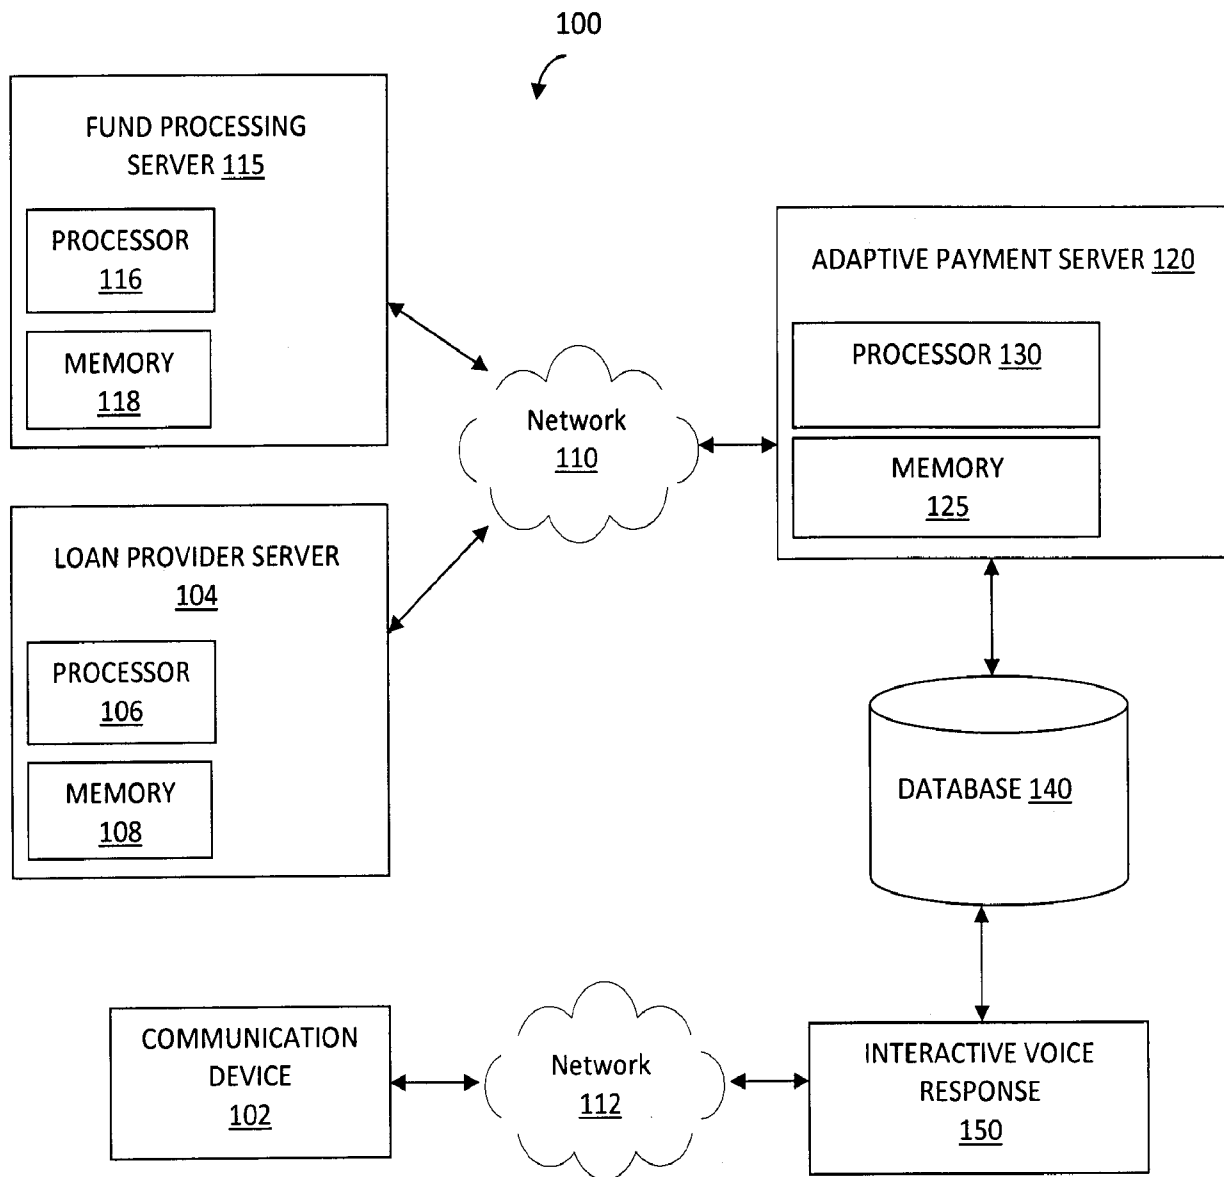 100
FUND PROCESSING
SERVER 115
PROCESSOR
116
MEMORY
118
ADAPTIVE PAYMENT SERVER 120
PROCESSOR 130
MEMORY
125
Network
110
LOAN PROVIDER SERVER
104
PROCESSOR
106
MEMORY
108
DATABASE 140
COMMUNICATION
DEVICE
102
Network
112
INTERACTIVE VOICE
RESPONSE
150